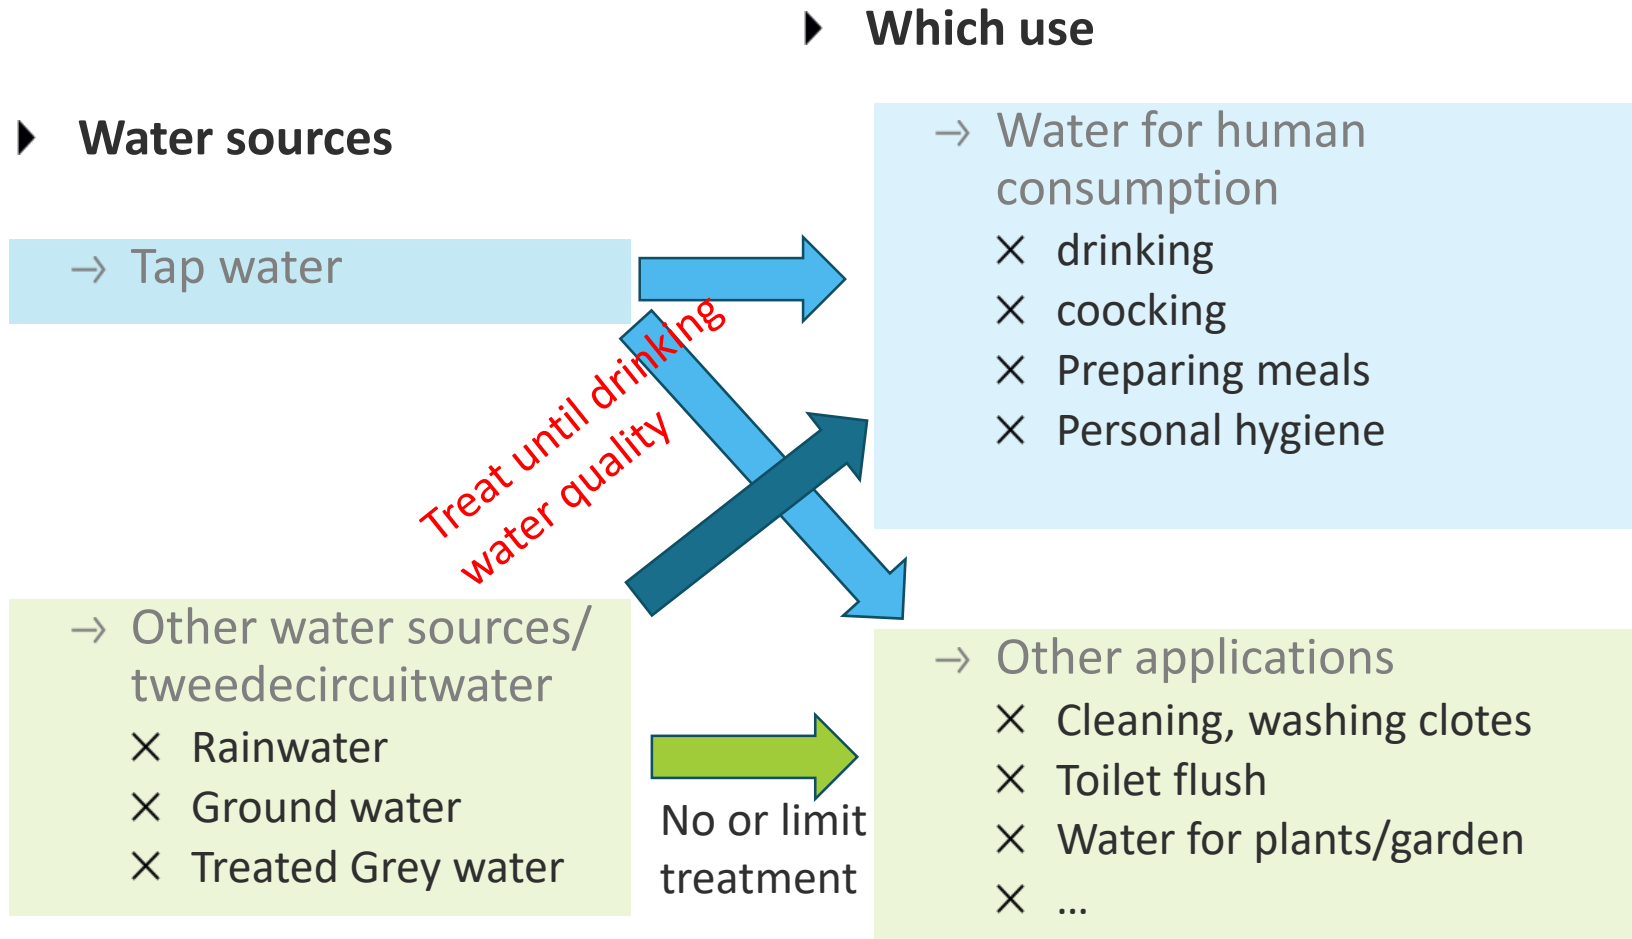 Which use
Water sources
Tap water
Other water sources/
tweedecircuitwater
Rainwater
Ground water
Treated Grey water
Treat until drinking
water quality
No or limit
treatment
Water for human
consumption
drinking
coocking
Preparing meals
Personal hygiene
Other applications
Cleaning, washing clotes
Toilet flush
Water for plants/garden
...